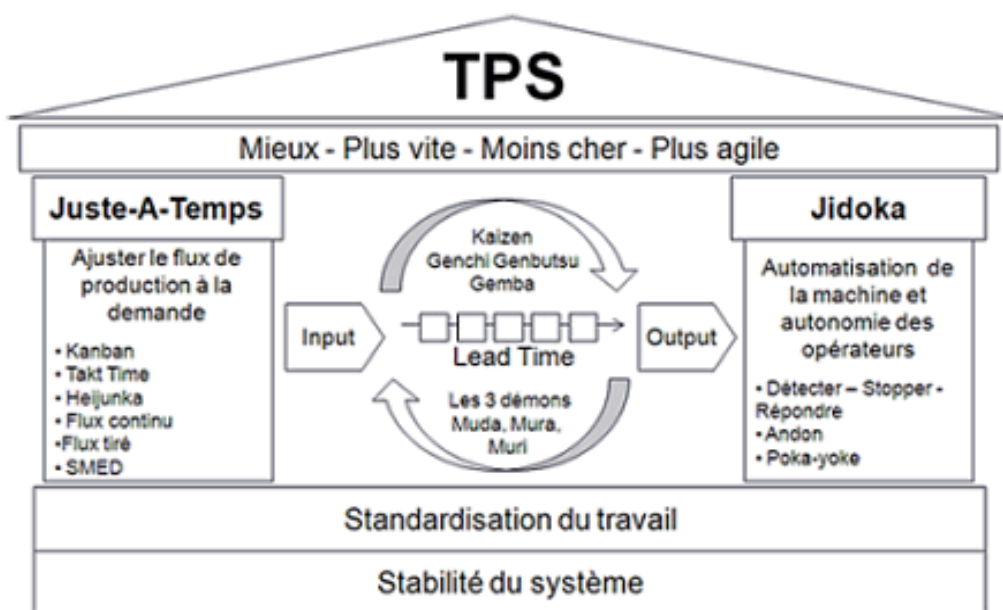 TPS
Mieux - Plus vite - Moins cher - Plus agile
Juste-A-Temps
Ajuster le flux de
production à la
demande
• Kanban
• Takt Time
• Heijunka
• Flux continu
•Flux tiré
• SMED
Input
Kaizen
Genchi Genbutsu
Gemba
Lead Time
Les 3 démons
Muda, Mura,
Muri
Output
Jidoka
Automatisation de
la machine et
autonomie des
opérateurs
• Détecter – Stopper -
Répondre
• Andon
• Poka-yoke
Standardisation du travail
Stabilité du système